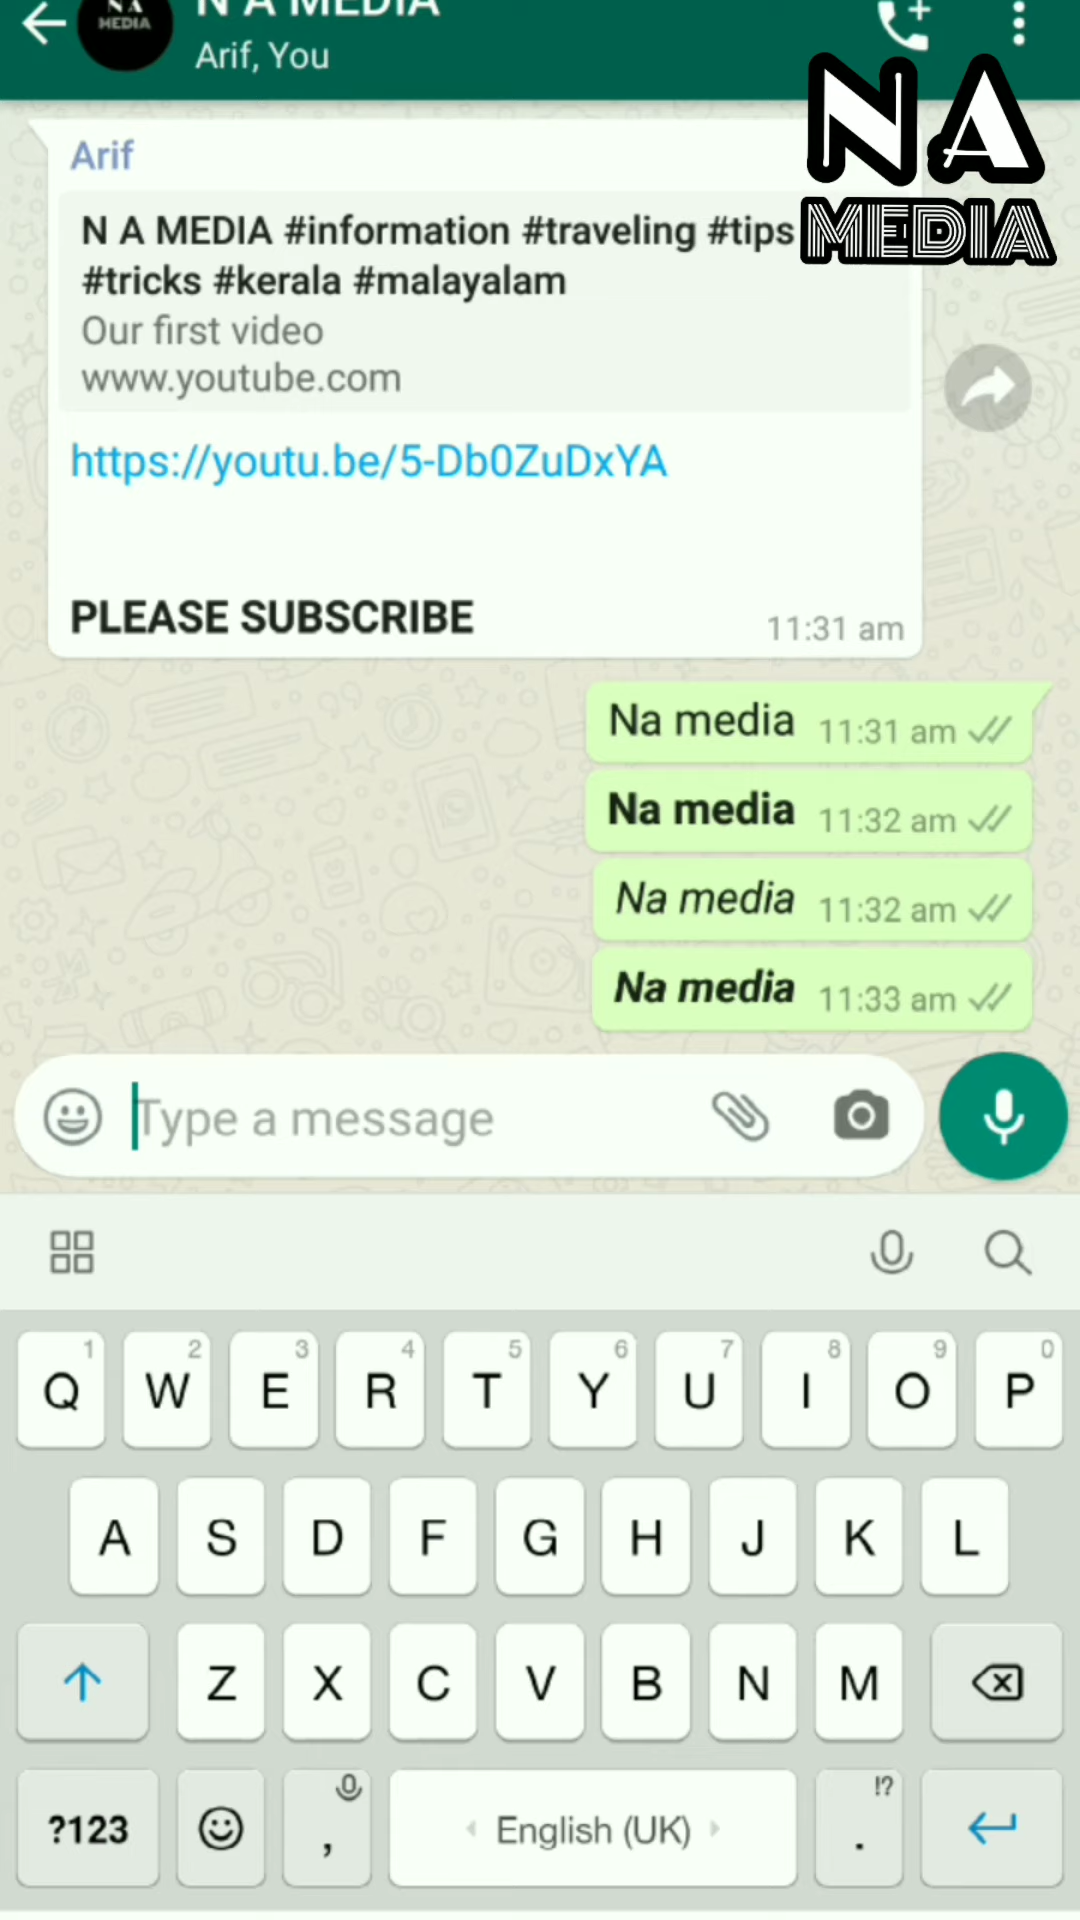 N A MEDIA
NA
MEDIA
Arif, You
NA
MEDIA
Arif
N A MEDIA #information #traveling #tips
#tricks #kerala #malayalam
Our first video
www.youtube.com
https://youtu.be/5-Db0ZuDxYA
PLEASE SUBSCRIBE
11:31 am
Na media 11:31 am
Na media 11:32 am
Na media 11:32 am
Na media 11:33 am
Type a message
1 2 3 4 5 6 7 8 9 0
Q W E R T Y U I O P
A S D F G H J K L
Z X C V B N M
!?
?123 , English (UK) .